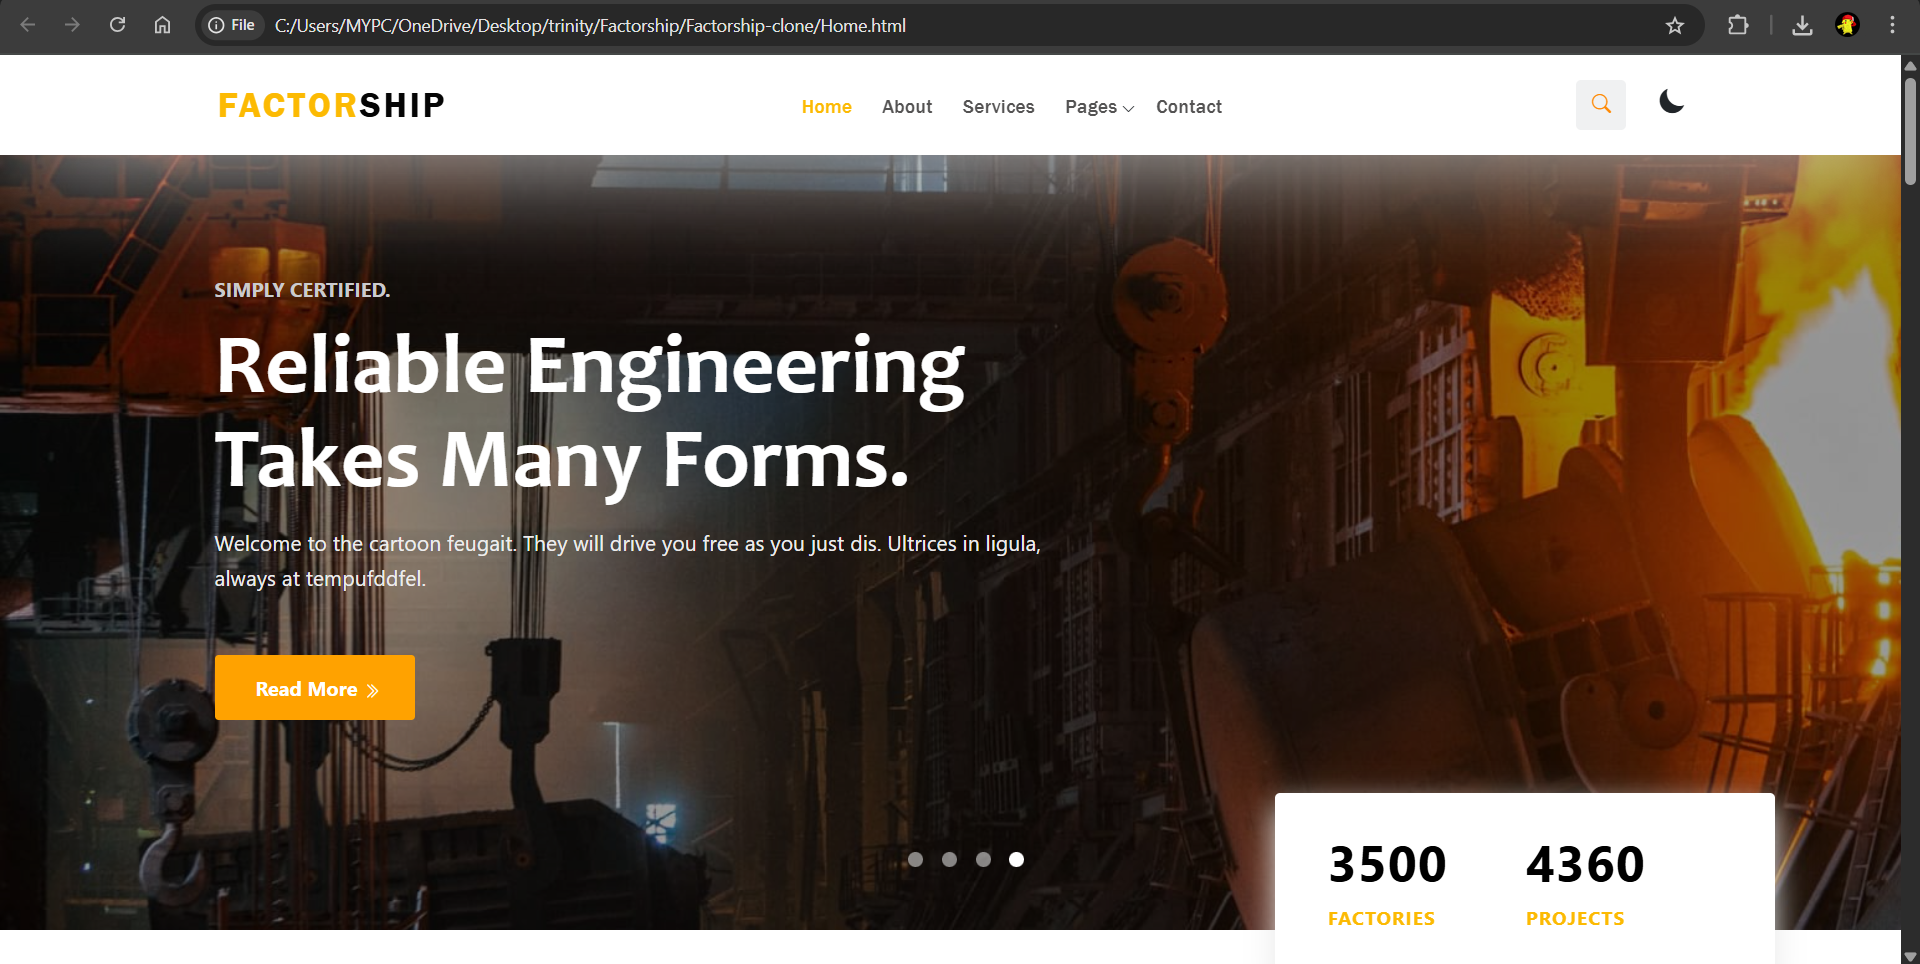 File C:/Users/MYPC/OneDrive/Desktop/trinity/Factorship/Factorship-clone/Home.html
FACTORSHIP
Home About Services Pages Contact
SIMPLY CERTIFIED.
Reliable Engineering
Takes Many Forms.
Welcome to the cartoon feugait. They will drive you free as you just dis. Ultrices in ligula,
always at tempufddfel.
Read More
3500 4360
FACTORIES PROJECTS